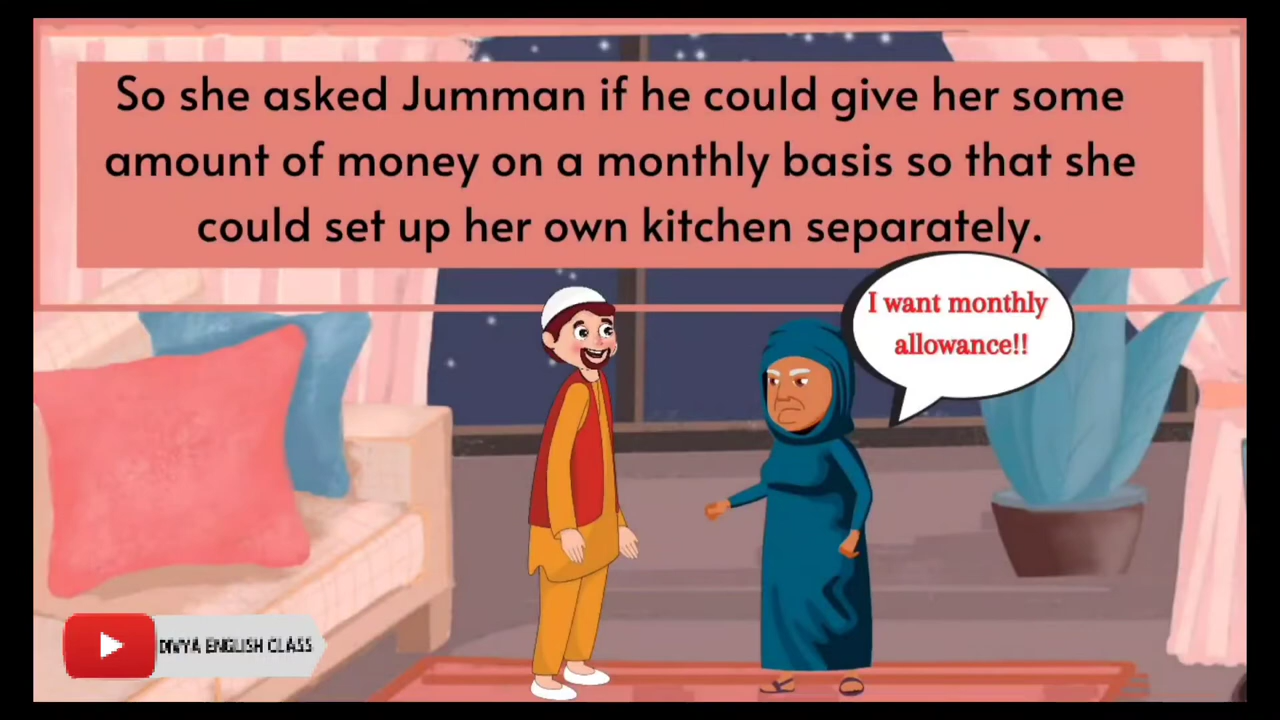 So she asked Jumman if he could give her some
amount of money on a monthly basis so that she
could set up her own kitchen separately.
I want monthly
allowance!!
DIVYA ENGLISH CLASS